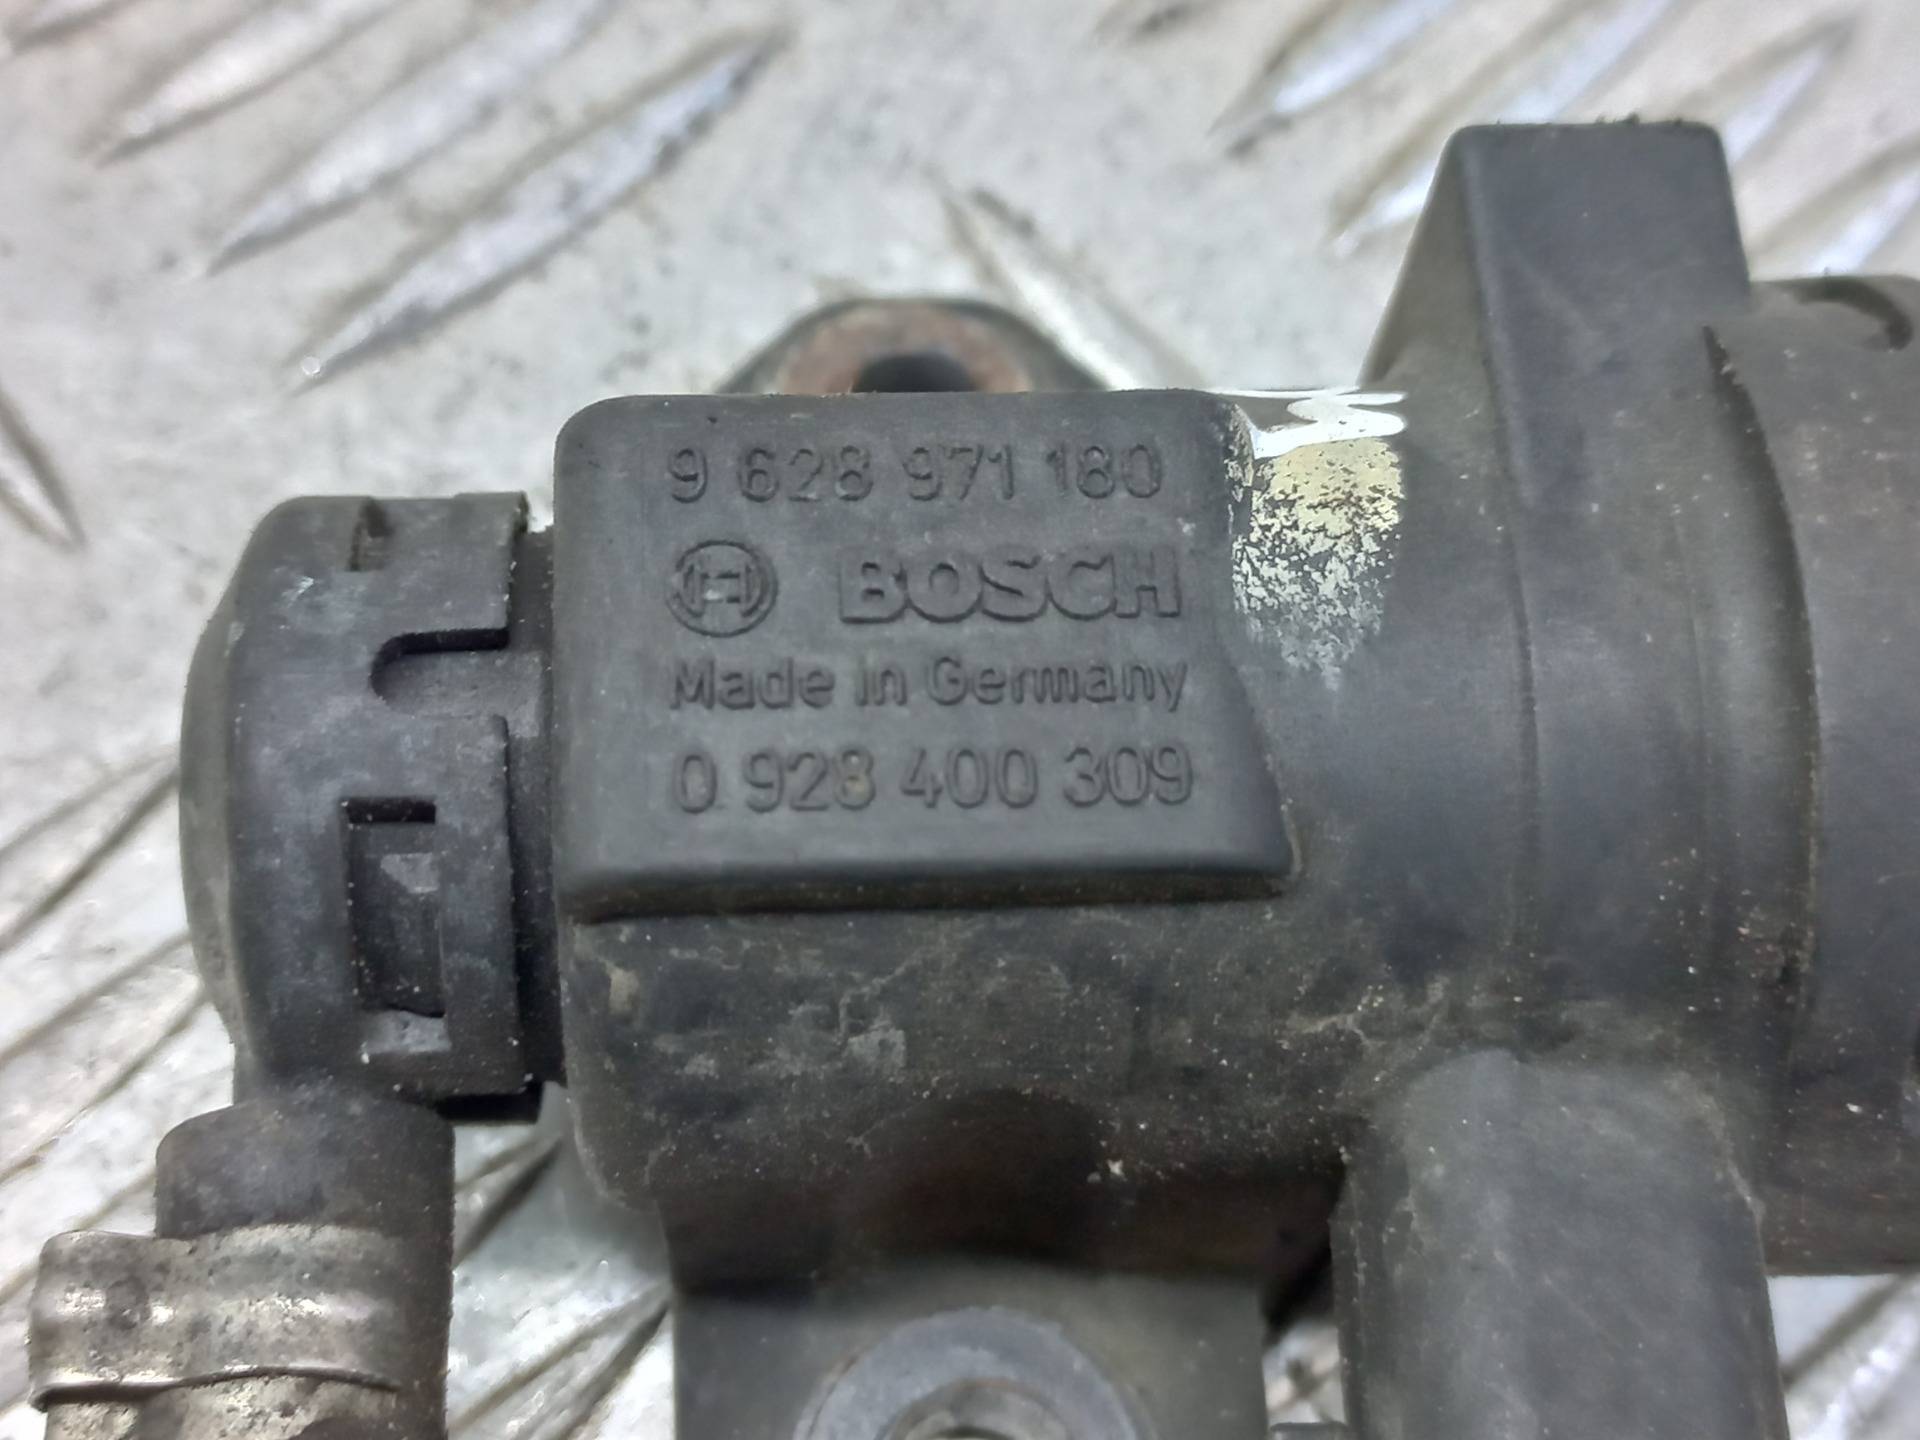 9 628 971 180
BOSCH
Made in Germany
0 928 400 309